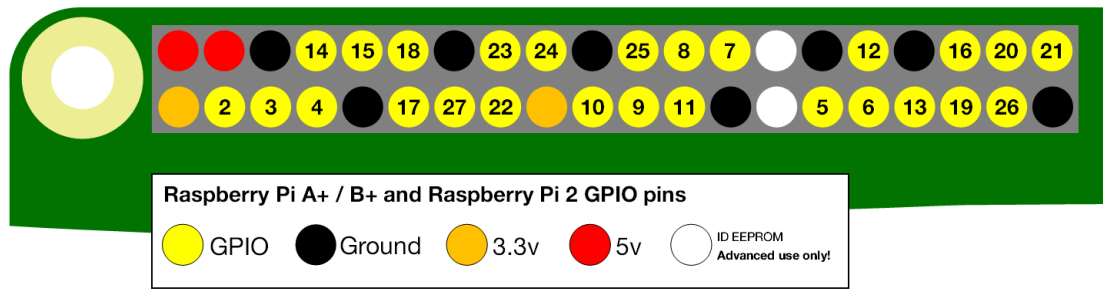 14 15 18 23 24 25 8 7 12 16 20 21
2 3 4 17 27 22 10 9 11 5 6 13 19 26
Raspberry Pi A+ / B+ and Raspberry Pi 2 GPIO pins
GPIO Ground 3.3v 5v ID EEPROM
Advanced use only!